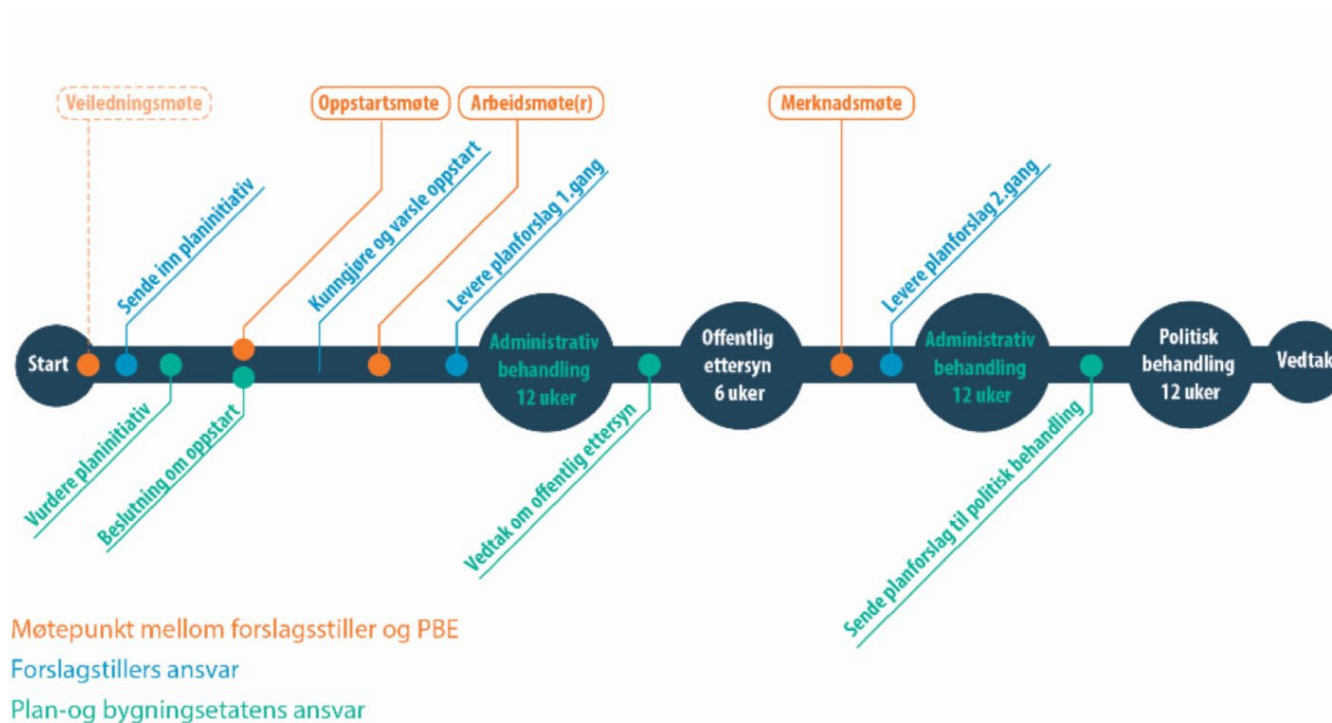 Veiledningsmøte
Oppstartsmøte
Arbeidsmøte(r)
Merknadsmøte
Sende inn planinitiativ
Kunngjøre og varsle oppstart
Levere planforslag 1.gang
Levere planforslag 2.gang
Start
Administrativ
behandling
12 uker
Offentlig
ettersyn
6 uker
Administrativ
behandling
12 uker
Politisk
behandling
12 uker
Vedtak
Vurdere planinitiativ
Beslutning om oppstart
Vedtak om offentlig ettersyn
Sende planforslag til politisk behandling
Møtepunkt mellom forslagsstiller og PBE
Forslagstillers ansvar
Plan-og bygningsetatens ansvar